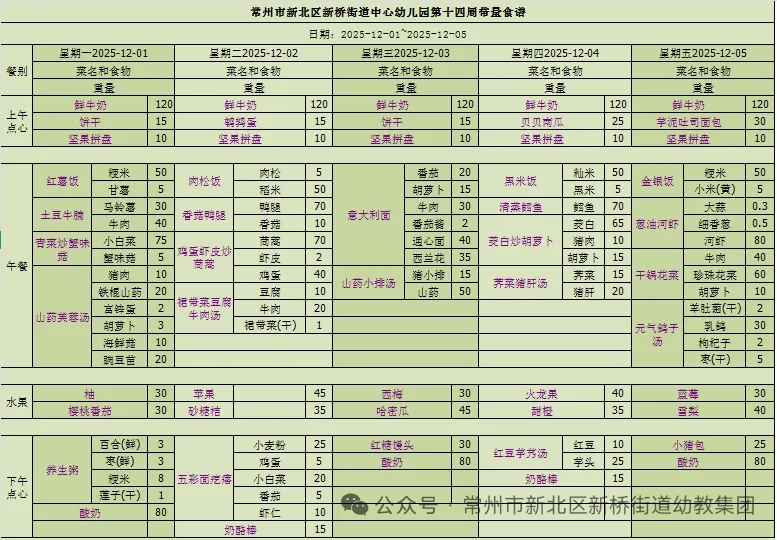 常州市新北区新桥街道中心幼儿园第十四周带量食谱
日期：2025-12-01~2025-12-05
餐别 星期一2025-12-01 星期二2025-12-02 星期三2025-12-03 星期四2025-12-04 星期五2025-12-05
菜名和食物 菜名和食物 菜名和食物 菜名和食物 菜名和食物
重量 重量 重量 重量 重量
上午点心 鲜牛奶 120 鲜牛奶 120 鲜牛奶 120 鲜牛奶 120 鲜牛奶 120
饼干 15 鹌鹑蛋 15 饼干 15 贝贝南瓜 25 芋泥吐司面包 30
坚果拼盘 10 坚果拼盘 10 坚果拼盘 10 坚果拼盘 10 坚果拼盘 10
午餐 红薯饭 粳米 50 肉松饭 肉松 5 意大利面 番茄 20 黑米饭 籼米 50 金银饭 粳米 50
甘薯 5 稻米 50 胡萝卜 15 黑米 5 小米(黄) 5
土豆牛腩 马铃薯 30 香菇鸭腿 鸭腿 70 牛肉 30 清蒸鳕鱼 鳕鱼 70 葱油河虾 大蒜 0.3
牛肉 40 香菇 10 番茄酱 2 茭白炒胡萝卜 茭白 65 细香葱 0.5
青菜炒蟹味菇 小白菜 75 鸡蛋虾皮炒茼蒿 茼蒿 70 通心面 40 猪肉 10 河虾 80
蟹味菇 5 虾皮 2 西兰花 35 胡萝卜 15 干锅花菜 牛肉 40
山药芙蓉汤 猪肉 10 鸡蛋 40 山药小排汤 猪小排 15 荠菜猪肝汤 荠菜 15 珍珠花菜 60
铁棍山药 20 裙带菜豆腐牛肉汤 豆腐 10 山药 50 猪肝 20 胡萝卜 10
富锌蛋 2 牛肉 20 元气鸽子汤 羊肚菌(干) 2
胡萝卜 3 裙带菜(干) 1 乳鸽 30
海鲜菇 10 枸杞子 2
豌豆苗 20 枣(干) 5
水果 柚 30 苹果 45 西梅 30 火龙果 40 蓝莓 30
樱桃番茄 30 砂糖桔 35 哈密瓜 45 甜橙 35 雪梨 40
下午点心 养生粥 百合(鲜) 3 五彩面疙瘩 小麦粉 25 红糖馒头 30 红豆芋艿汤 红豆 10 小猪包 25
枣(鲜) 3 鸡蛋 5 酸奶 80 芋头 25 酸奶 80
粳米 8 小白菜 20 奶酪棒 15
莲子(干) 1 番茄 5
酸奶 80 虾仁 10
奶酪棒 15
公众号 · 常州市新北区新桥街道幼教集团